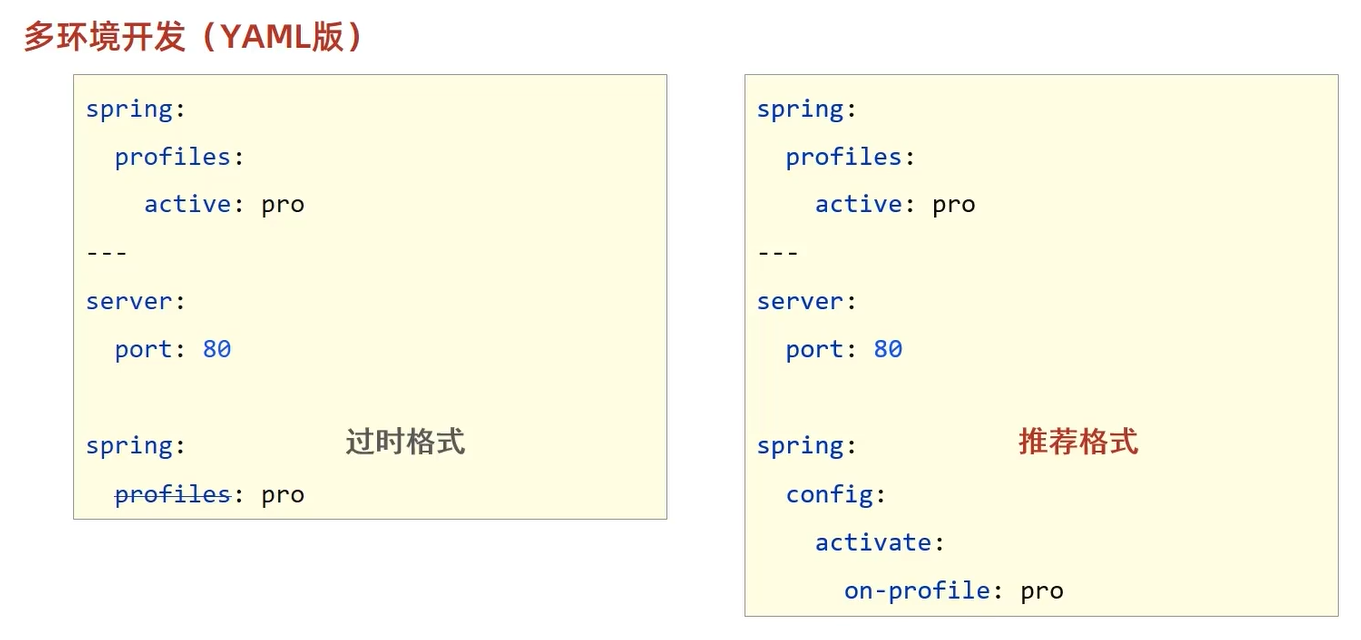 多环境开发（YAML版）
spring:
  profiles:
    active: pro
---
server:
  port: 80
spring:
过时格式
  profiles: pro
spring:
  profiles:
    active: pro
---
server:
  port: 80
spring:
推荐格式
  config:
    activate:
      on-profile: pro